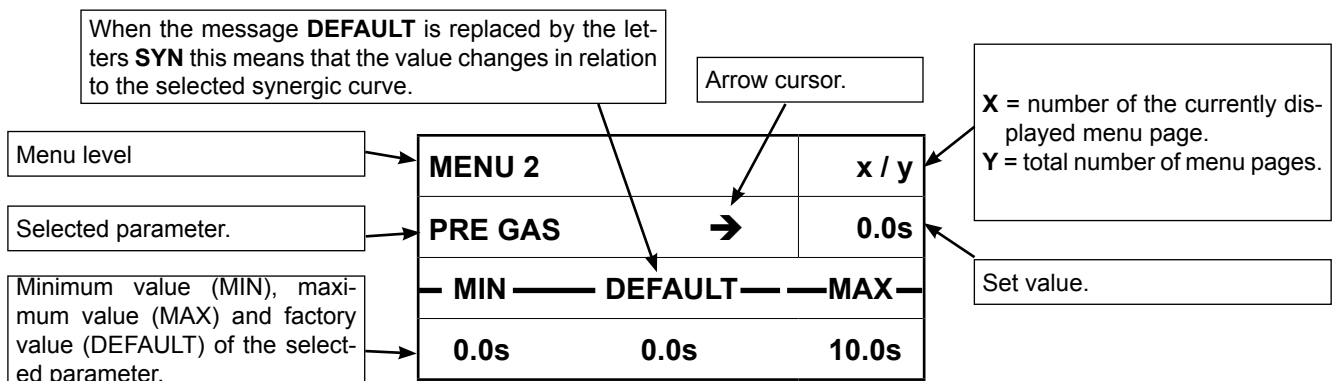 When the message DEFAULT is replaced by the let-
ters SYN this means that the value changes in relation
to the selected synergic curve.
Arrow cursor.
X = number of the currently dis-
played menu page.
Y = total number of menu pages.
Menu level
MENU 2 x / y
Selected parameter.
PRE GAS ➔ 0.0s
Set value.
Minimum value (MIN), maxi-
mum value (MAX) and factory
value (DEFAULT) of the select-
ed parameter.
MIN DEFAULT MAX
0.0s 0.0s 10.0s